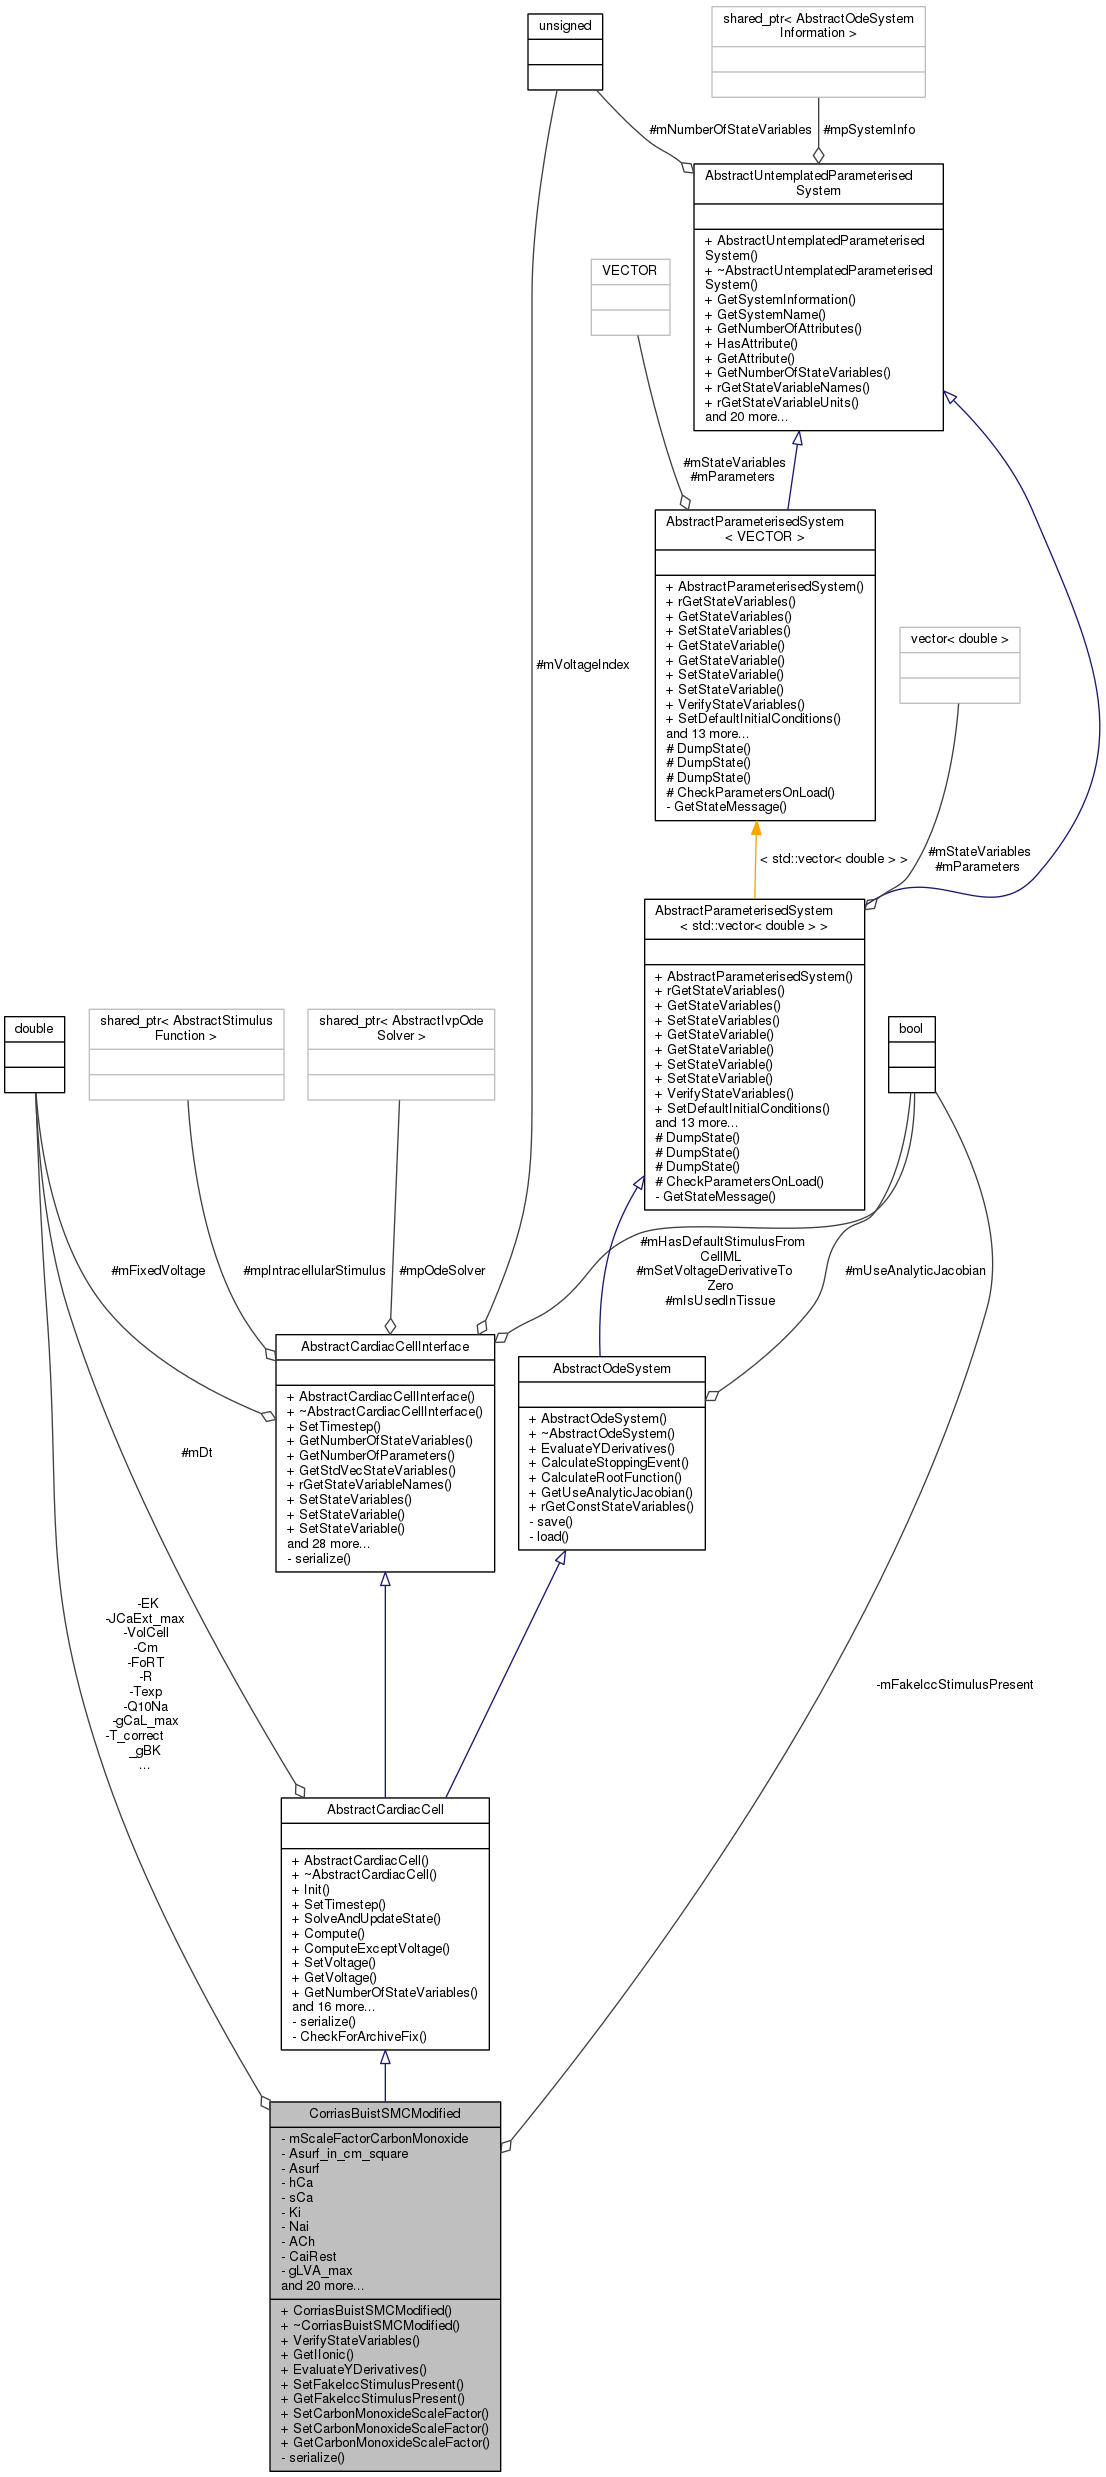 unsigned
shared_ptr< AbstractOdeSystem
Information >
#mNumberOfStateVariables
#mpSystemInfo
AbstractUntemplatedParameterised
System
+ AbstractUntemplatedParameterised
System()
+ ~AbstractUntemplatedParameterised
System()
+ GetSystemInformation()
+ GetSystemName()
+ GetNumberOfAttributes()
+ HasAttribute()
+ GetAttribute()
+ GetNumberOfStateVariables()
+ rGetStateVariableNames()
+ rGetStateVariableUnits()
and 20 more...
VECTOR
#mStateVariables
#mParameters
AbstractParameterisedSystem
< VECTOR >
+ AbstractParameterisedSystem()
+ rGetStateVariables()
+ GetStateVariables()
+ SetStateVariables()
+ GetStateVariable()
+ GetStateVariable()
+ SetStateVariable()
+ SetStateVariable()
+ VerifyStateVariables()
+ SetDefaultInitialConditions()
and 13 more...
# DumpState()
# DumpState()
# DumpState()
# CheckParametersOnLoad()
- GetStateMessage()
vector< double >
#mVoltageIndex
< std::vector< double > >
#mStateVariables
#mParameters
AbstractParameterisedSystem
< std::vector< double > >
+ AbstractParameterisedSystem()
+ rGetStateVariables()
+ GetStateVariables()
+ SetStateVariables()
+ GetStateVariable()
+ GetStateVariable()
+ SetStateVariable()
+ SetStateVariable()
+ VerifyStateVariables()
+ SetDefaultInitialConditions()
and 13 more...
# DumpState()
# DumpState()
# DumpState()
# CheckParametersOnLoad()
- GetStateMessage()
double
shared_ptr< AbstractStimulus
Function >
shared_ptr< AbstractIvpOde
Solver >
bool
#mFixedVoltage
#mpIntracellularStimulus
#mpOdeSolver
#mHasDefaultStimulusFrom
CellML
#mSetVoltageDerivativeTo
Zero
#mIsUsedInTissue
#mUseAnalyticJacobian
AbstractCardiacCellInterface
+ AbstractCardiacCellInterface()
+ ~AbstractCardiacCellInterface()
+ SetTimestep()
+ GetNumberOfStateVariables()
+ GetNumberOfParameters()
+ GetStdVecStateVariables()
+ rGetStateVariableNames()
+ SetStateVariables()
+ SetStateVariable()
+ SetStateVariable()
and 28 more...
- serialize()
AbstractOdeSystem
+ AbstractOdeSystem()
+ ~AbstractOdeSystem()
+ EvaluateYDerivatives()
+ CalculateStoppingEvent()
+ CalculateRootFunction()
+ GetUseAnalyticJacobian()
+ rGetConstStateVariables()
- save()
- load()
#mDt
-EK
-JCaExt_max
-VolCell
-Cm
-FoRT
-R
-Texp
-Q10Na
-gCaL_max
-T_correct
_gBK
...
-mFakeIccStimulusPresent
AbstractCardiacCell
+ AbstractCardiacCell()
+ ~AbstractCardiacCell()
+ Init()
+ SetTimestep()
+ SolveAndUpdateState()
+ Compute()
+ ComputeExceptVoltage()
+ SetVoltage()
+ GetVoltage()
+ GetNumberOfStateVariables()
and 16 more...
- serialize()
- CheckForArchiveFix()
CorriasBuistSMCModified
- mScaleFactorCarbonMonoxide
- Asurf_in_cm_square
- Asurf
- hCa
- sCa
- Ki
- Nai
- ACh
- CaiRest
- gLVA_max
and 20 more...
+ CorriasBuistSMCModified()
+ ~CorriasBuistSMCModified()
+ VerifyStateVariables()
+ GetIIonic()
+ EvaluateYDerivatives()
+ SetFakeIccStimulusPresent()
+ GetFakeIccStimulusPresent()
+ SetCarbonMonoxideScaleFactor()
+ SetCarbonMonoxideScaleFactor()
+ GetCarbonMonoxideScaleFactor()
- serialize()